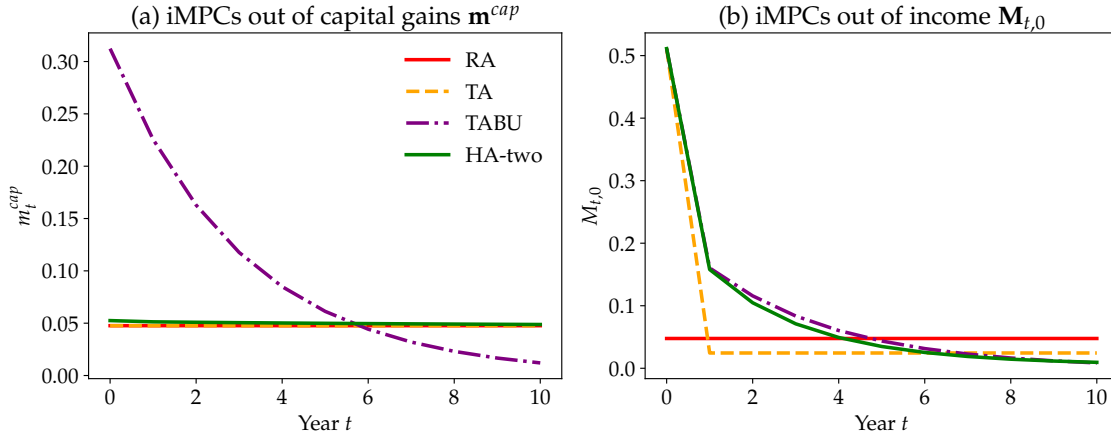 (a) iMPCs out of capital gains m^cap
0.30
0.25
0.20
0.15
0.10
0.05
0.00
m_t^cap
0 2 4 6 8 10
Year t
RA
TA
TABU
HA-two
(b) iMPCs out of income M_{t,0}
0.5
0.4
0.3
0.2
0.1
0.0
M_{t,0}
0 2 4 6 8 10
Year t